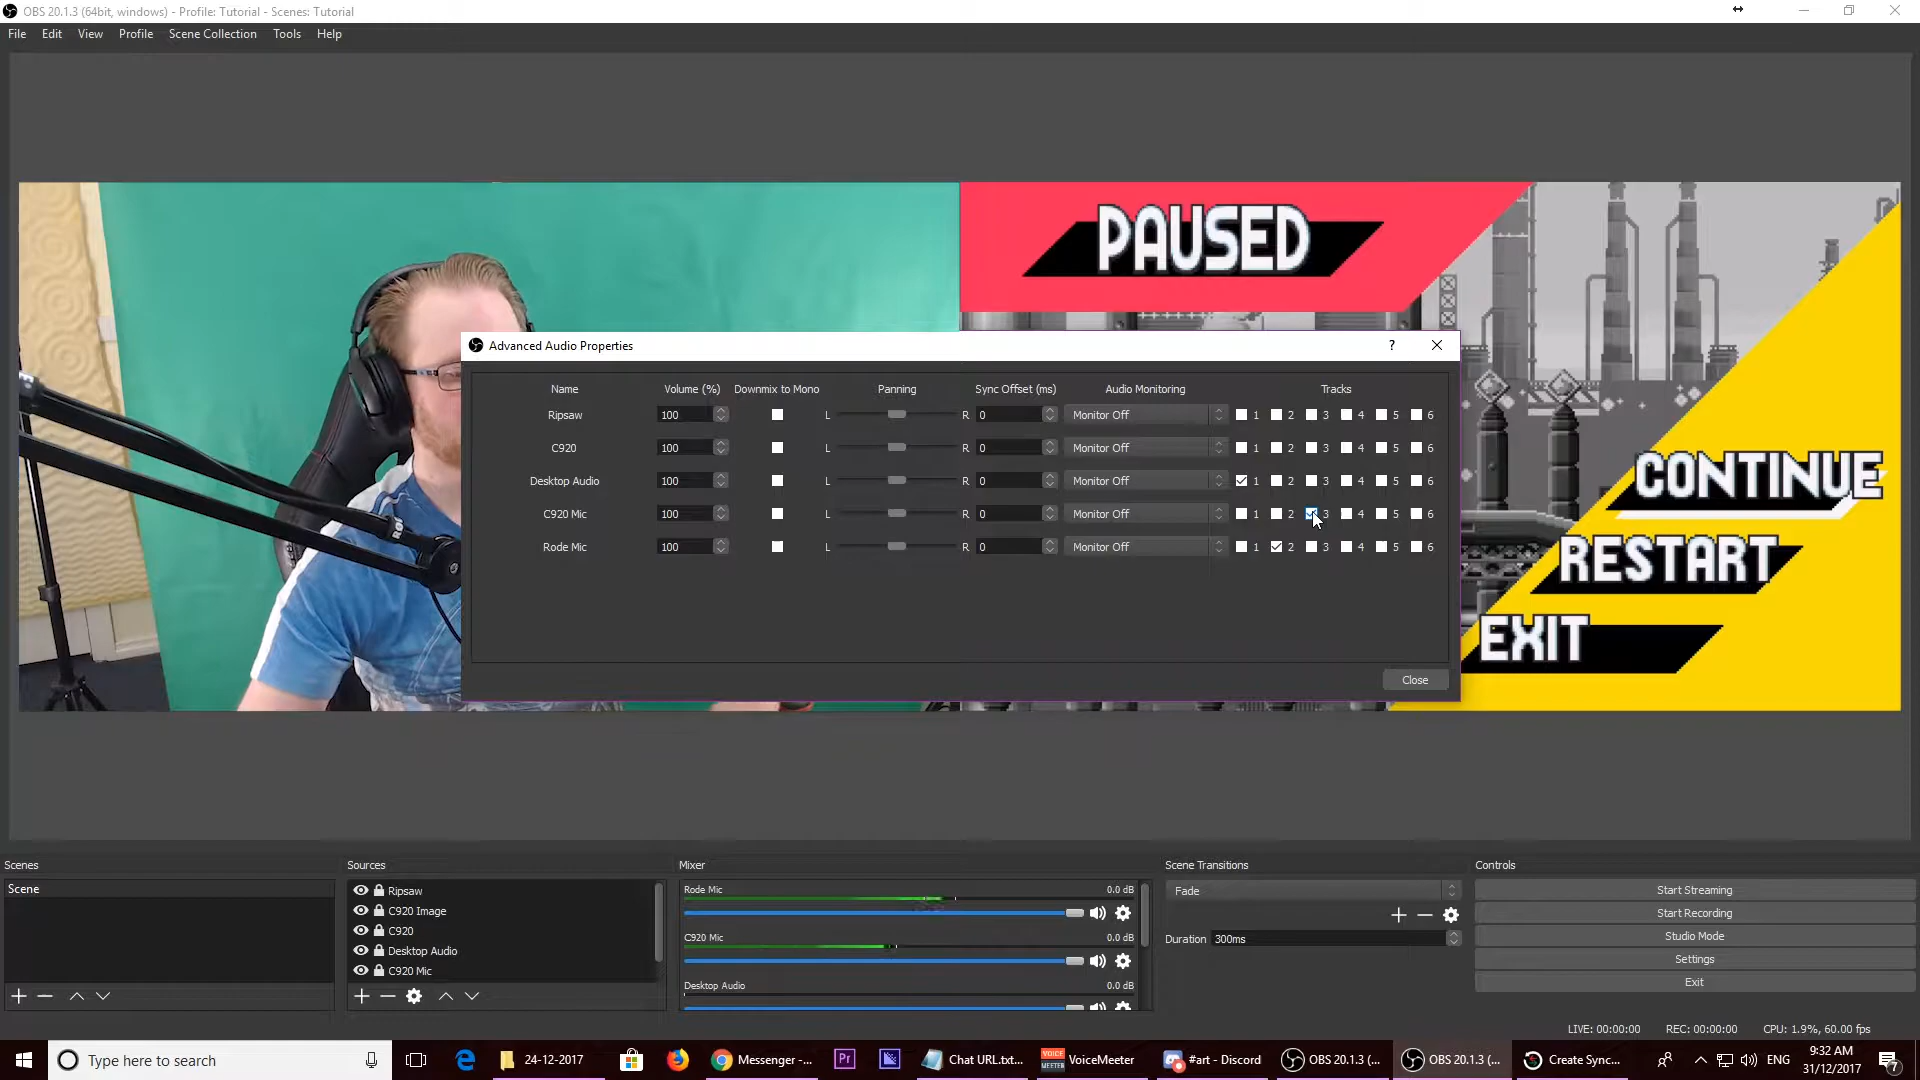 OBS 20.1.3 (64bit, windows) - Profile: Tutorial - Scenes: Tutorial
File Edit View Profile Scene Collection Tools Help
PAUSED
CONTINUE
RESTART
EXIT
Advanced Audio Properties ?
Name Volume (%) Downmix to Mono Panning Sync Offset (ms) Audio Monitoring Tracks
Ripsaw 100 L R 0 Monitor Off 1 2 3 4 5 6
C920 100 L R 0 Monitor Off 1 2 3 4 5 6
Desktop Audio 100 L R 0 Monitor Off 1 2 3 4 5 6
C920 Mic 100 L R 0 Monitor Off 1 2 3 4 5 6
Rode Mic 100 L R 0 Monitor Off 1 2 3 4 5 6
Close
Scenes
Scene
Sources
Ripsaw
C920 Image
C920
Desktop Audio
C920 Mic
Mixer
Rode Mic 0.0 dB
C920 Mic 0.0 dB
Desktop Audio 0.0 dB
Scene Transitions
Fade
Duration 300ms
Controls
Start Streaming
Start Recording
Studio Mode
Settings
Exit
LIVE: 00:00:00 REC: 00:00:00 CPU: 1.9%, 60.00 fps
Type here to search
24-12-2017
Messenger -...
Pr
Chat URL.txt...
VOICE MEETER VoiceMeeter
#art - Discord
OBS 20.1.3 (...
OBS 20.1.3 (...
Create Sync...
ENG
9:32 AM
31/12/2017
7